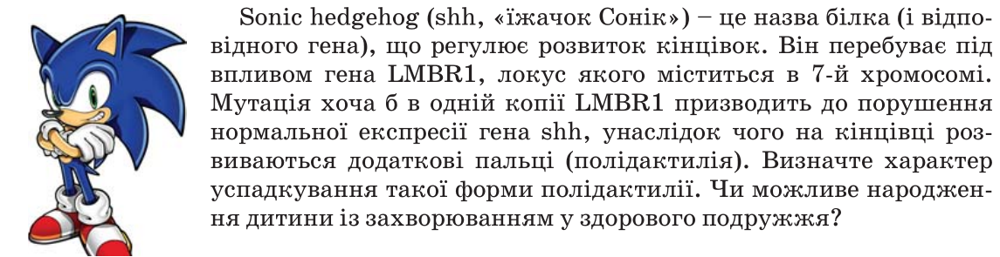 Sonic hedgehog (shh, «їжачок Сонік») – це назва білка (і відпо-
відного гена), що регулює розвиток кінцівок. Він перебуває під
впливом гена LMBR1, локус якого міститься в 7-й хромосомі.
Мутація хоча б в одній копії LMBR1 призводить до порушення
нормальної експресії гена shh, унаслідок чого на кінцівці роз-
виваються додаткові пальці (полідактилія). Визначте характер
успадкування такої форми полідактилії. Чи можливе народжен-
ня дитини із захворюванням у здорового подружжя?